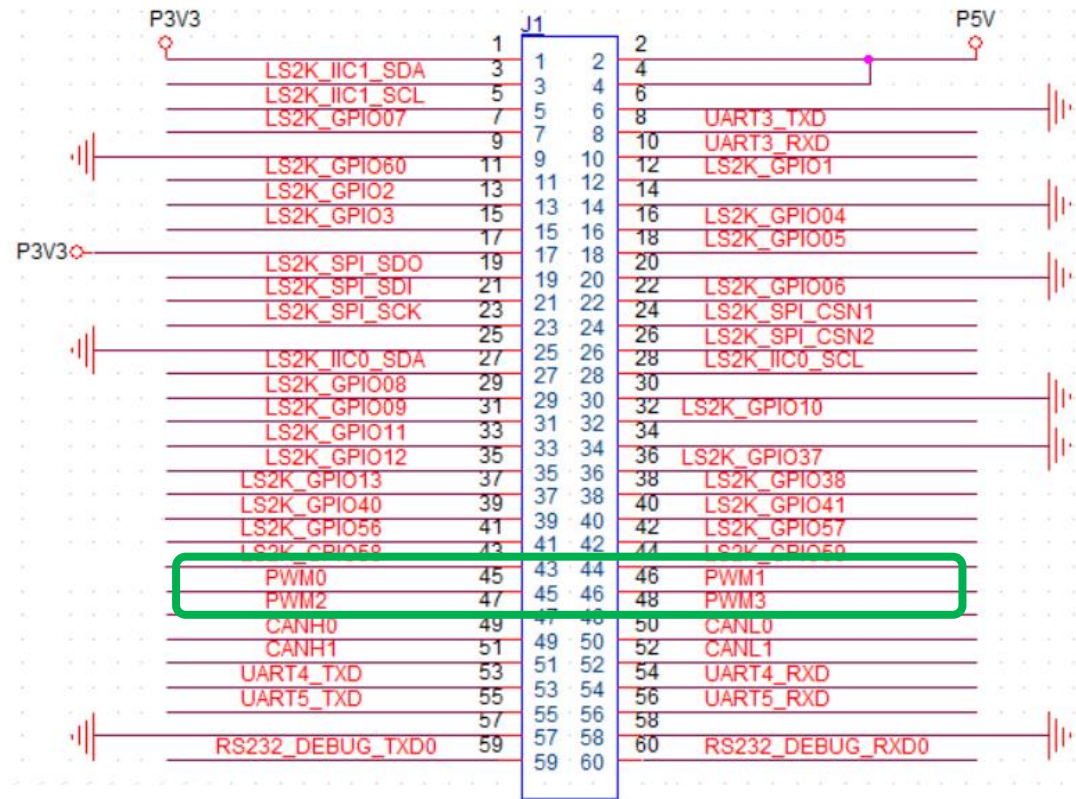 P3V3 J1 P5V
1 1 2 2
LS2K_IIC1_SDA 3 3 4 4
LS2K_IIC1_SCL 5 5 6 6
LS2K_GPIO07 7 7 8 8 UART3_TXD
9 9 10 10 UART3_RXD
LS2K_GPIO60 11 11 12 12 LS2K_GPIO1
LS2K_GPIO2 13 13 14 14
LS2K_GPIO3 15 15 16 16 LS2K_GPIO04
P3V3 17 17 18 18 LS2K_GPIO05
LS2K_SPI_SDO 19 19 20 20
LS2K_SPI_SDI 21 21 22 22 LS2K_GPIO06
LS2K_SPI_SCK 23 23 24 24 LS2K_SPI_CSN1
25 25 26 26 LS2K_SPI_CSN2
LS2K_IIC0_SDA 27 27 28 28 LS2K_IIC0_SCL
LS2K_GPIO08 29 29 30 30
LS2K_GPIO09 31 31 32 32 LS2K_GPIO10
LS2K_GPIO11 33 33 34 34
LS2K_GPIO12 35 35 36 36 LS2K_GPIO37
LS2K_GPIO13 37 37 38 38 LS2K_GPIO38
LS2K_GPIO40 39 39 40 40 LS2K_GPIO41
LS2K_GPIO56 41 41 42 42 LS2K_GPIO57
LS2K_GPIO58 43 43 44 44 LS2K_GPIO59
PWM0 45 45 46 46 PWM1
PWM2 47 47 48 48 PWM3
CANH0 49 49 50 50 CANL0
CANH1 51 51 52 52 CANL1
UART4_TXD 53 53 54 54 UART4_RXD
UART5_TXD 55 55 56 56 UART5_RXD
57 57 58 58
RS232_DEBUG_TXD0 59 59 60 60 RS232_DEBUG_RXD0